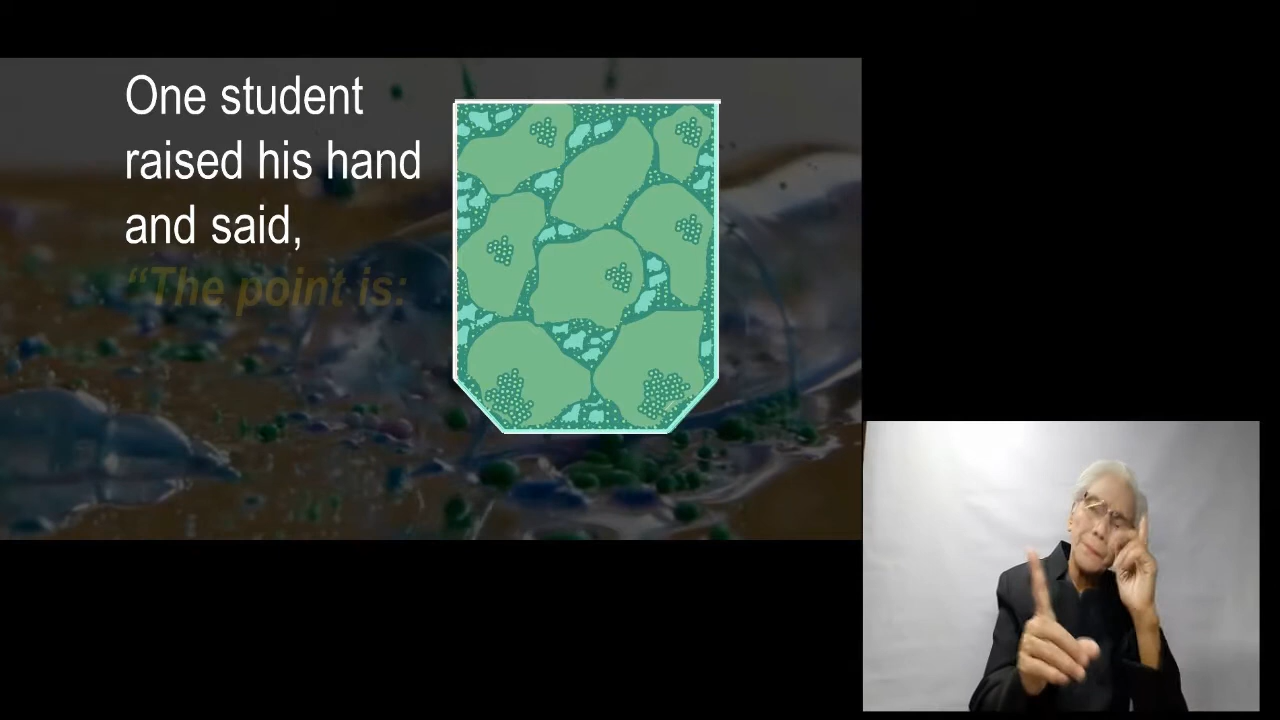 One student
raised his hand
and said,
“The point is: